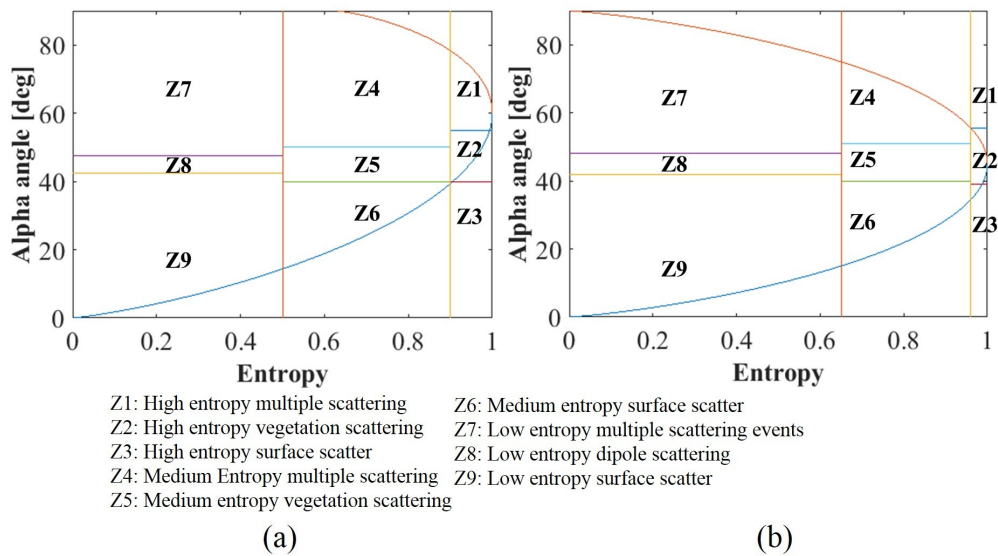 80
60
40
20
0
Alpha angle [deg]
Z7
Z4
Z1
Z8
Z5
Z2
Z6
Z3
Z9
0 0.2 0.4 0.6 0.8 1
Entropy
80
60
40
20
0
Alpha angle [deg]
Z7
Z4
Z1
Z8
Z5
Z2
Z6
Z3
Z9
0 0.2 0.4 0.6 0.8 1
Entropy
Z1: High entropy multiple scattering
Z2: High entropy vegetation scattering
Z3: High entropy surface scatter
Z4: Medium Entropy multiple scattering
Z5: Medium entropy vegetation scattering
Z6: Medium entropy surface scatter
Z7: Low entropy multiple scattering events
Z8: Low entropy dipole scattering
Z9: Low entropy surface scatter
(a)
(b)